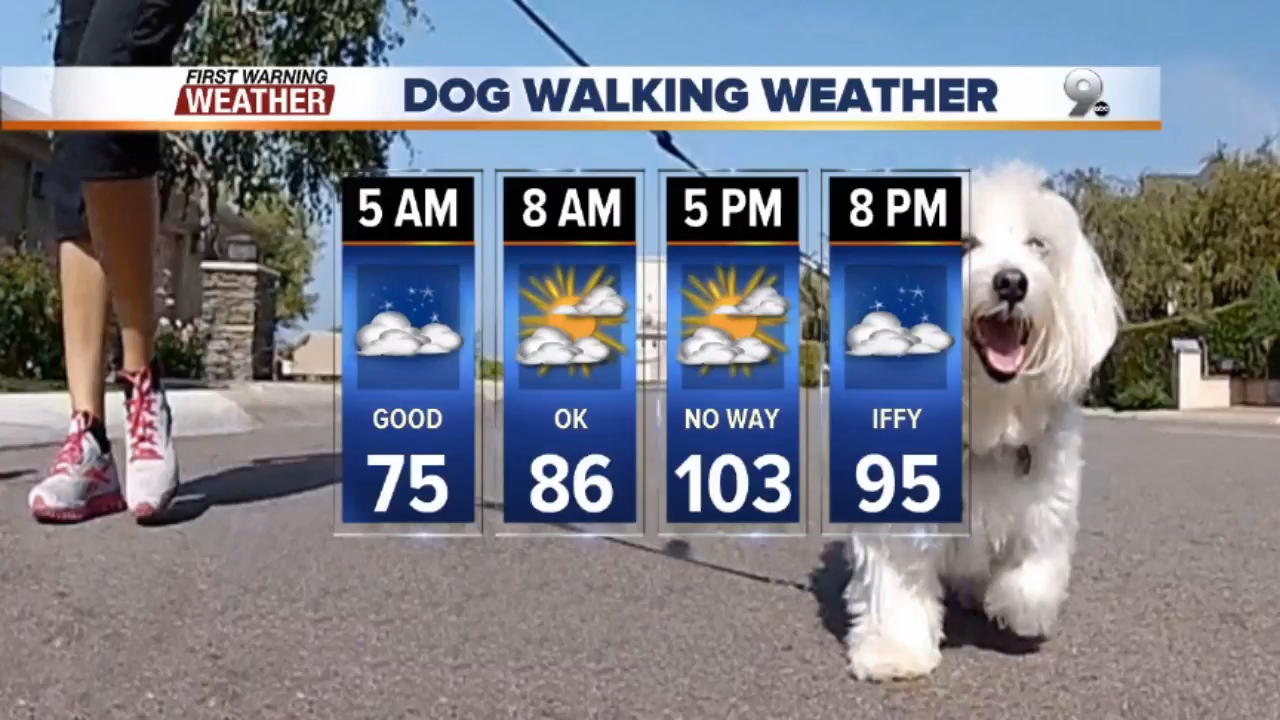 FIRST WARNING
WEATHER
DOG WALKING WEATHER
9
abc
5 AM
GOOD
75
8 AM
OK
86
5 PM
NO WAY
103
8 PM
IFFY
95